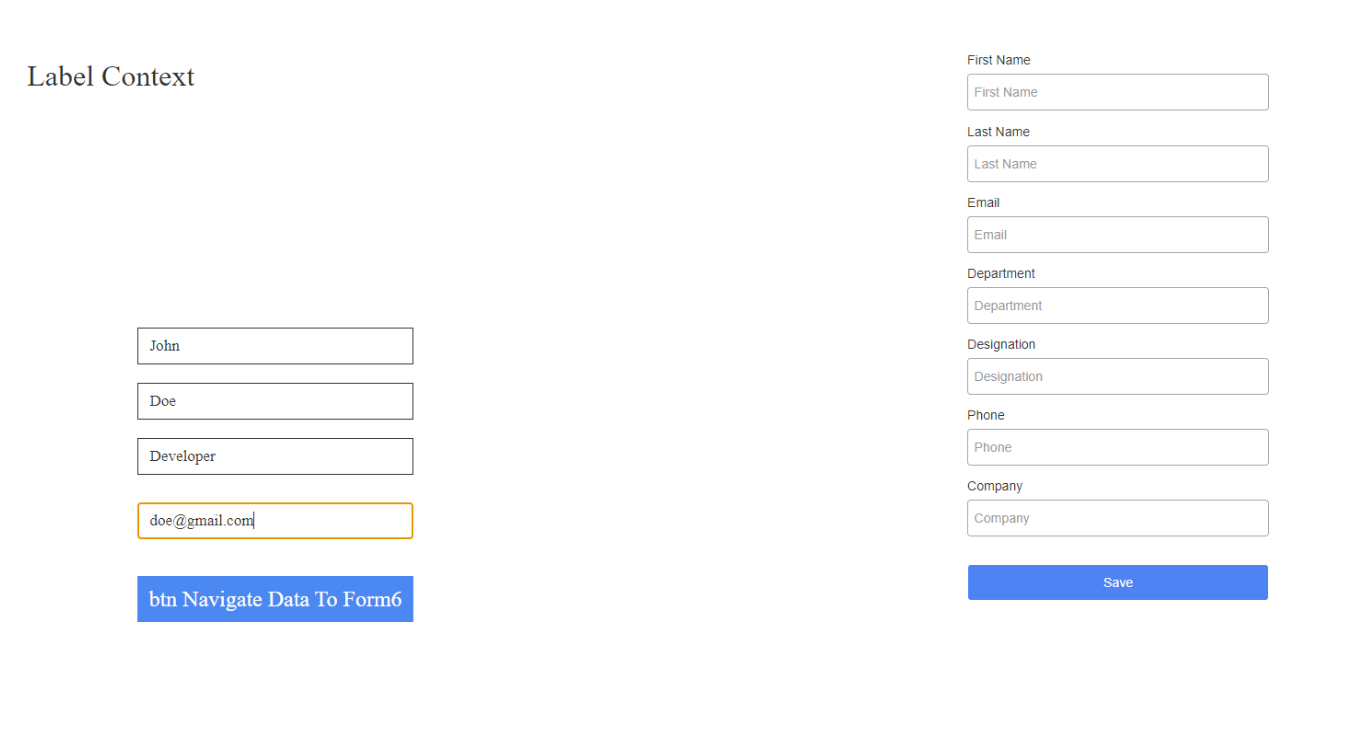 Label Context
John
Doe
Developer
doe@gmail.com
btn Navigate Data To Form6
First Name
First Name
Last Name
Last Name
Email
Email
Department
Department
Designation
Designation
Phone
Phone
Company
Company
Save